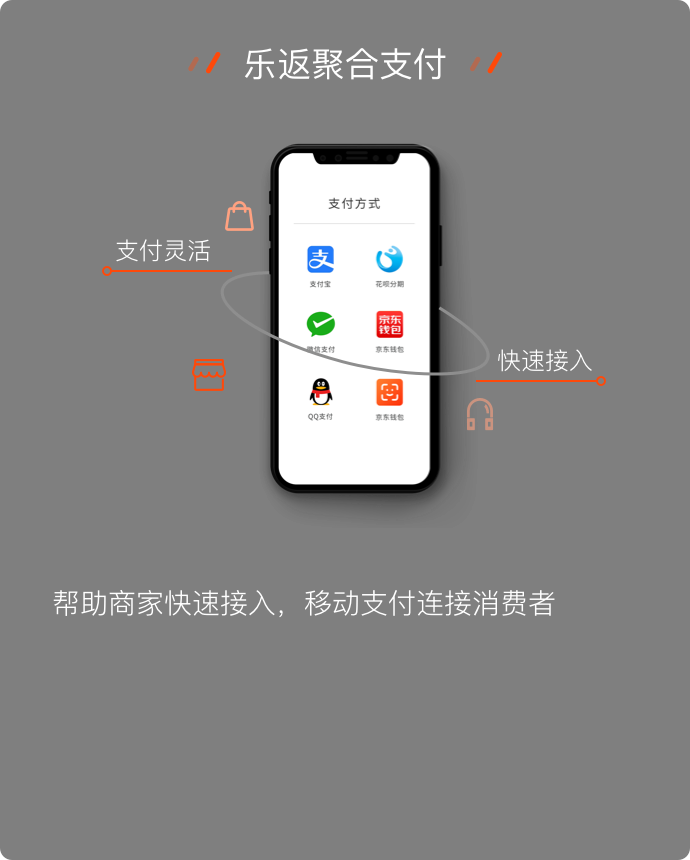 乐返聚合支付
支付方式
支付灵活
支付宝
花呗分期
京东
钱包
微信支付
京东钱包
快速接入
QQ支付
京东钱包
帮助商家快速接入，移动支付连接消费者